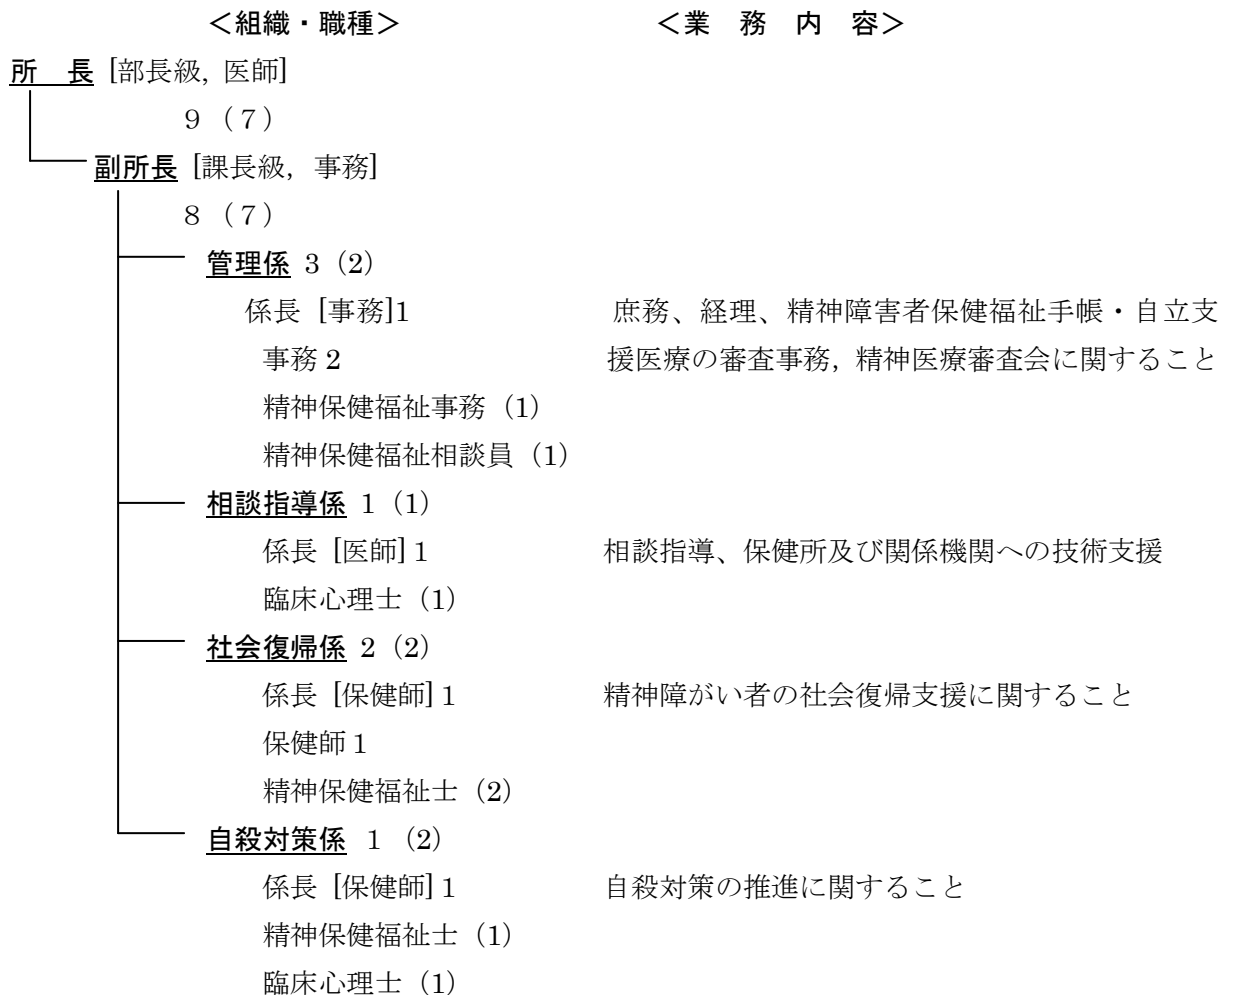 ＜組織・職種＞　　　　　　　　　＜業　務　内　容＞
所　長 [部長級, 医師]
９（７）
副所長 [課長級, 事務]
８（７）
管理係 3（2）
係長 [事務]1　　　　　　　庶務、経理、精神障害者保健福祉手帳・自立支
事務 2　　　　　　　　　　援医療の審査事務, 精神医療審査会に関すること
精神保健福祉事務（1）
精神保健福祉相談員（1）
相談指導係 1（1）
係長 [医師] 1　　　　　　相談指導、保健所及び関係機関への技術支援
臨床心理士（1）
社会復帰係 2（2）
係長 [保健師] 1　　　　　精神障がい者の社会復帰支援に関すること
保健師 1
精神保健福祉士（2）
自殺対策係 １（2）
係長 [保健師] 1　　　　　自殺対策の推進に関すること
精神保健福祉士（1）
臨床心理士（1）